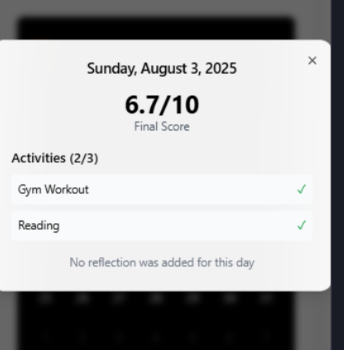 Sunday, August 3, 2025
6.7/10
Final Score
Activities (2/3)
Gym Workout ✓
Reading ✓
No reflection was added for this day